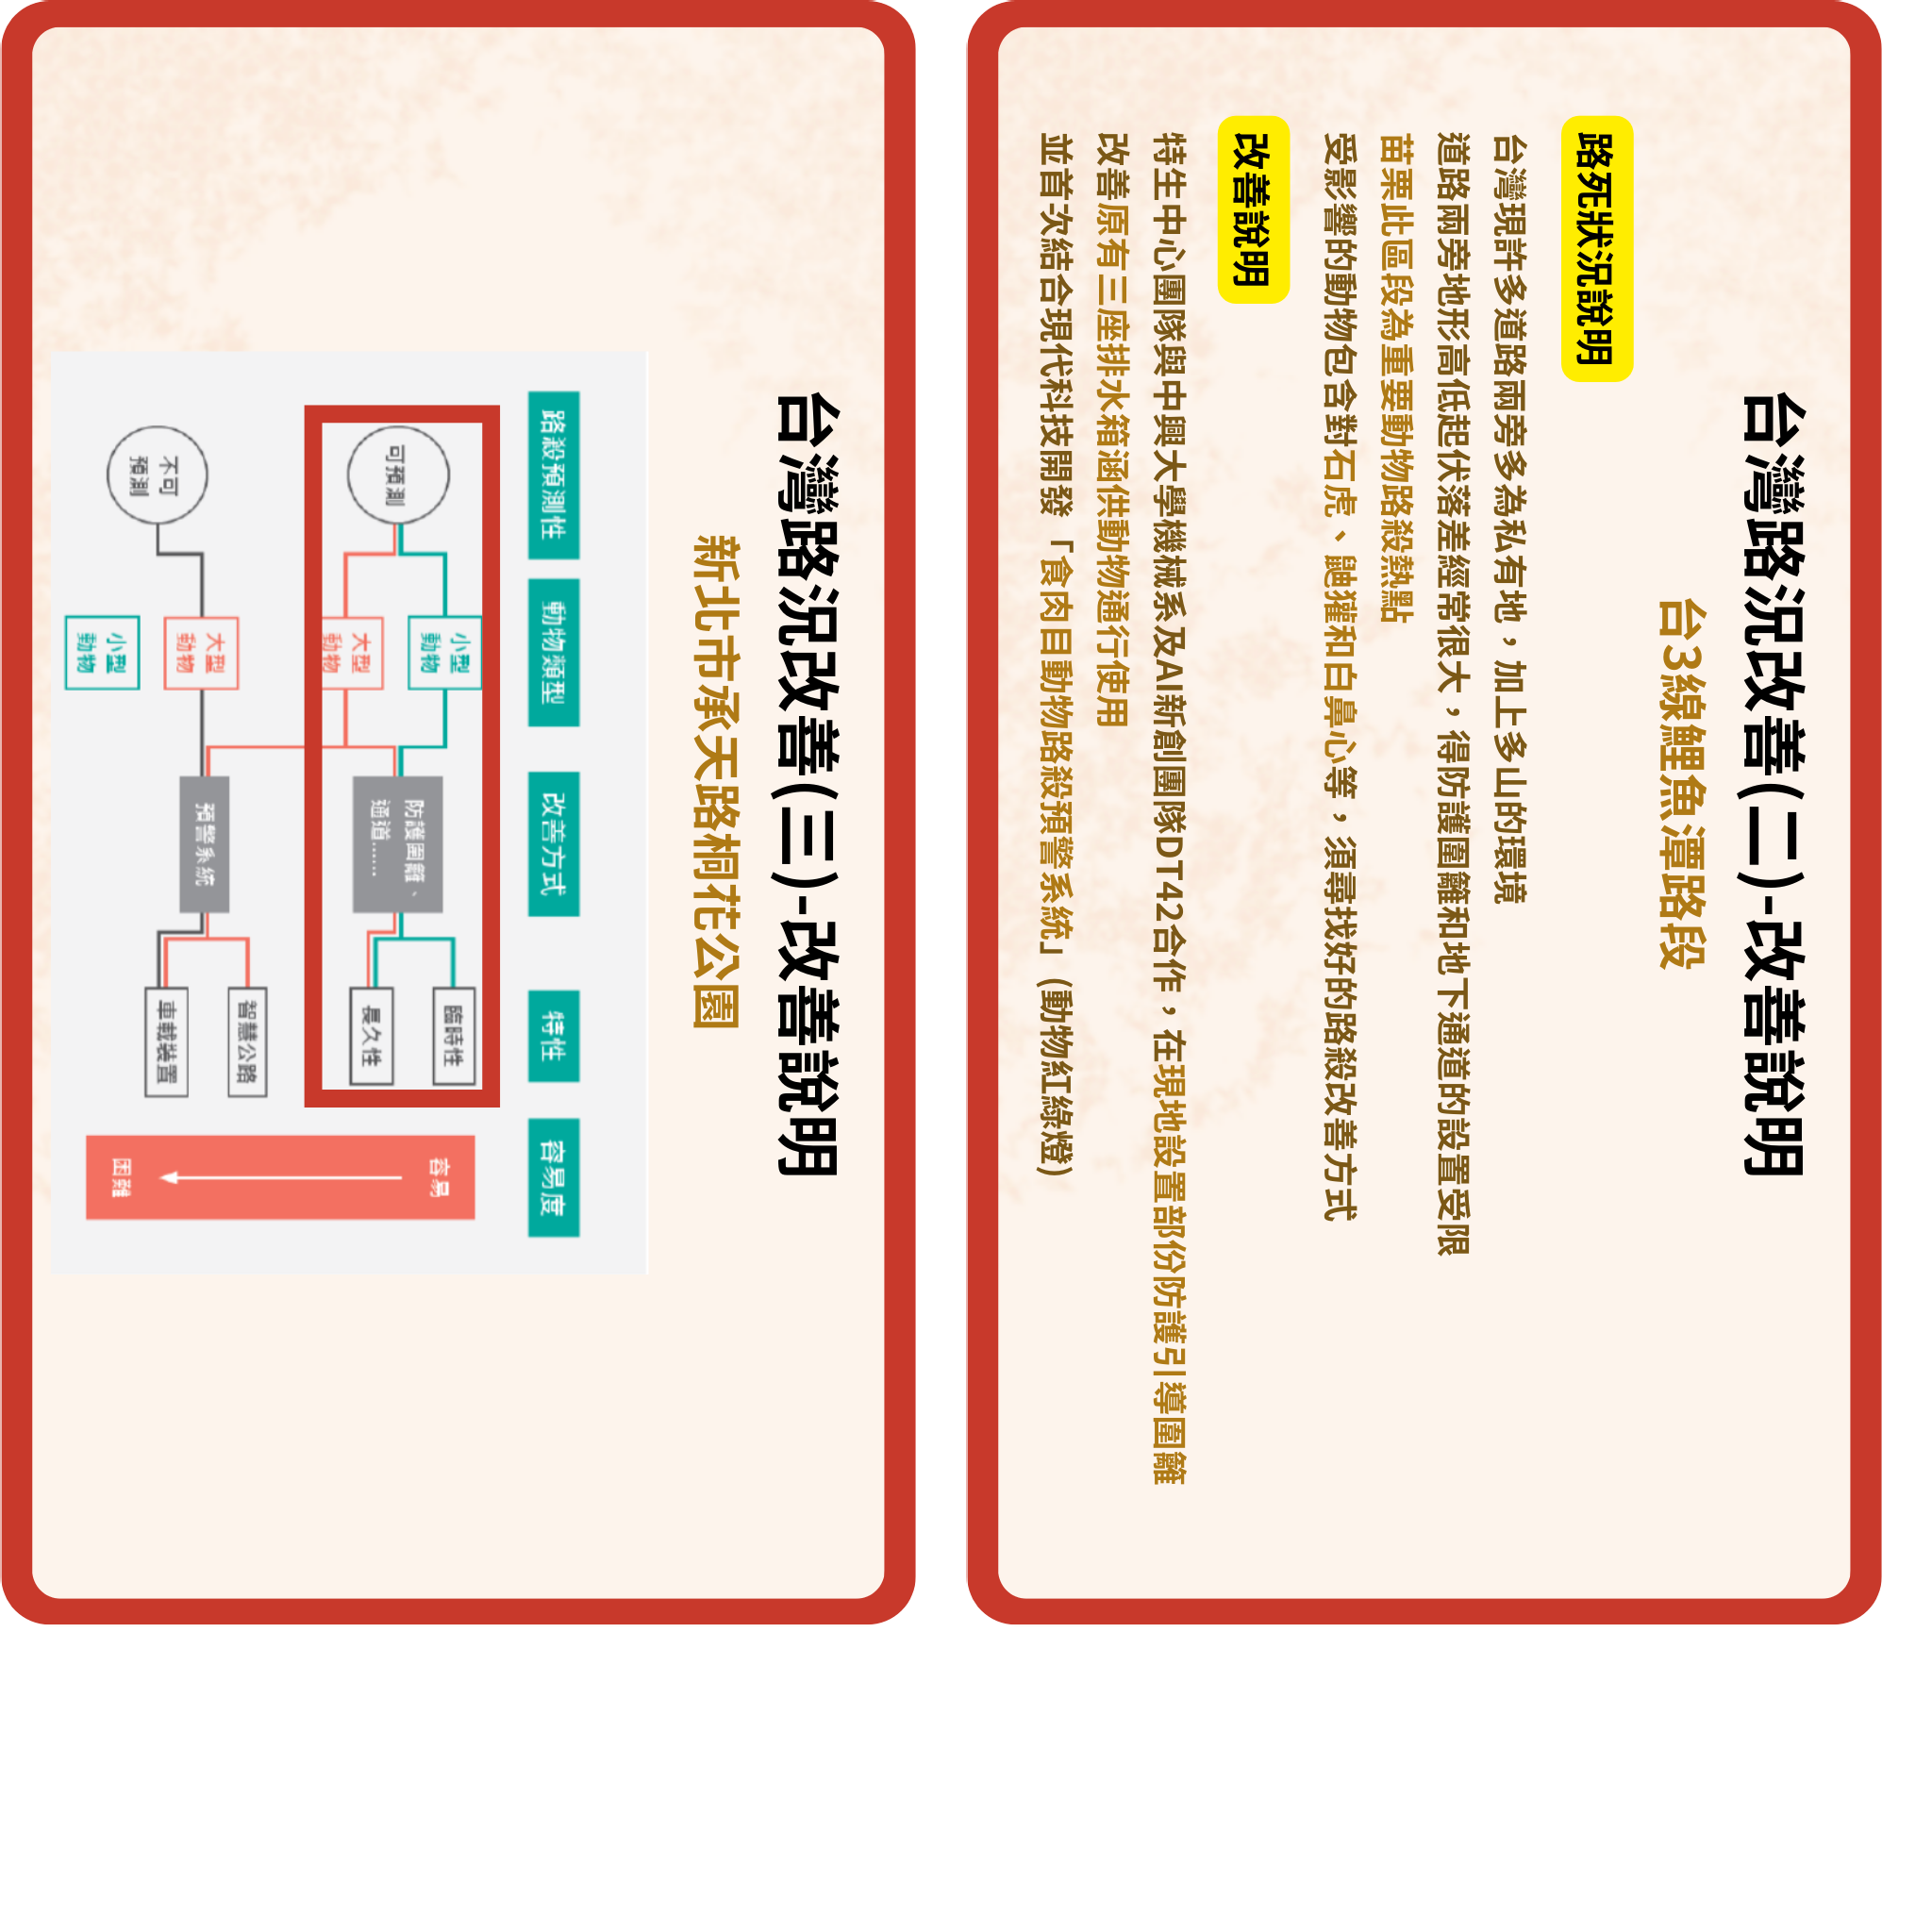 台灣路況改善(二)-改善說明
台3線鯉魚潭路段
路死狀況說明
台灣現許多道路兩旁多為私有地，加上多山的環境
道路兩旁地形高低起伏落差經常很大，得防護圍籬和地下通道的設置受限
苗栗此區段為重要動物路殺熱點
受影響的動物包含對石虎、鼬獾和白鼻心等，須尋找好的路殺改善方式
改善說明
特生中心團隊與中興大學機械系及AI新創團隊DT42合作，在現地設置部份防護引導圍籬
改善原有三座排水箱涵供動物通行使用
並首次結合現代科技開發「食肉目動物路殺預警系統」(動物紅綠燈)
台灣路況改善(三)-改善說明
新北市承天路桐花公園
路殺預測性
動物類型
改善方式
特性
容易度
可預測
小型
動物
大型
動物
防護圍籬、
通道……
臨時性
長久性
容易
不可
預測
大型
動物
小型
動物
預警系統
智慧公路
車載裝置
困難